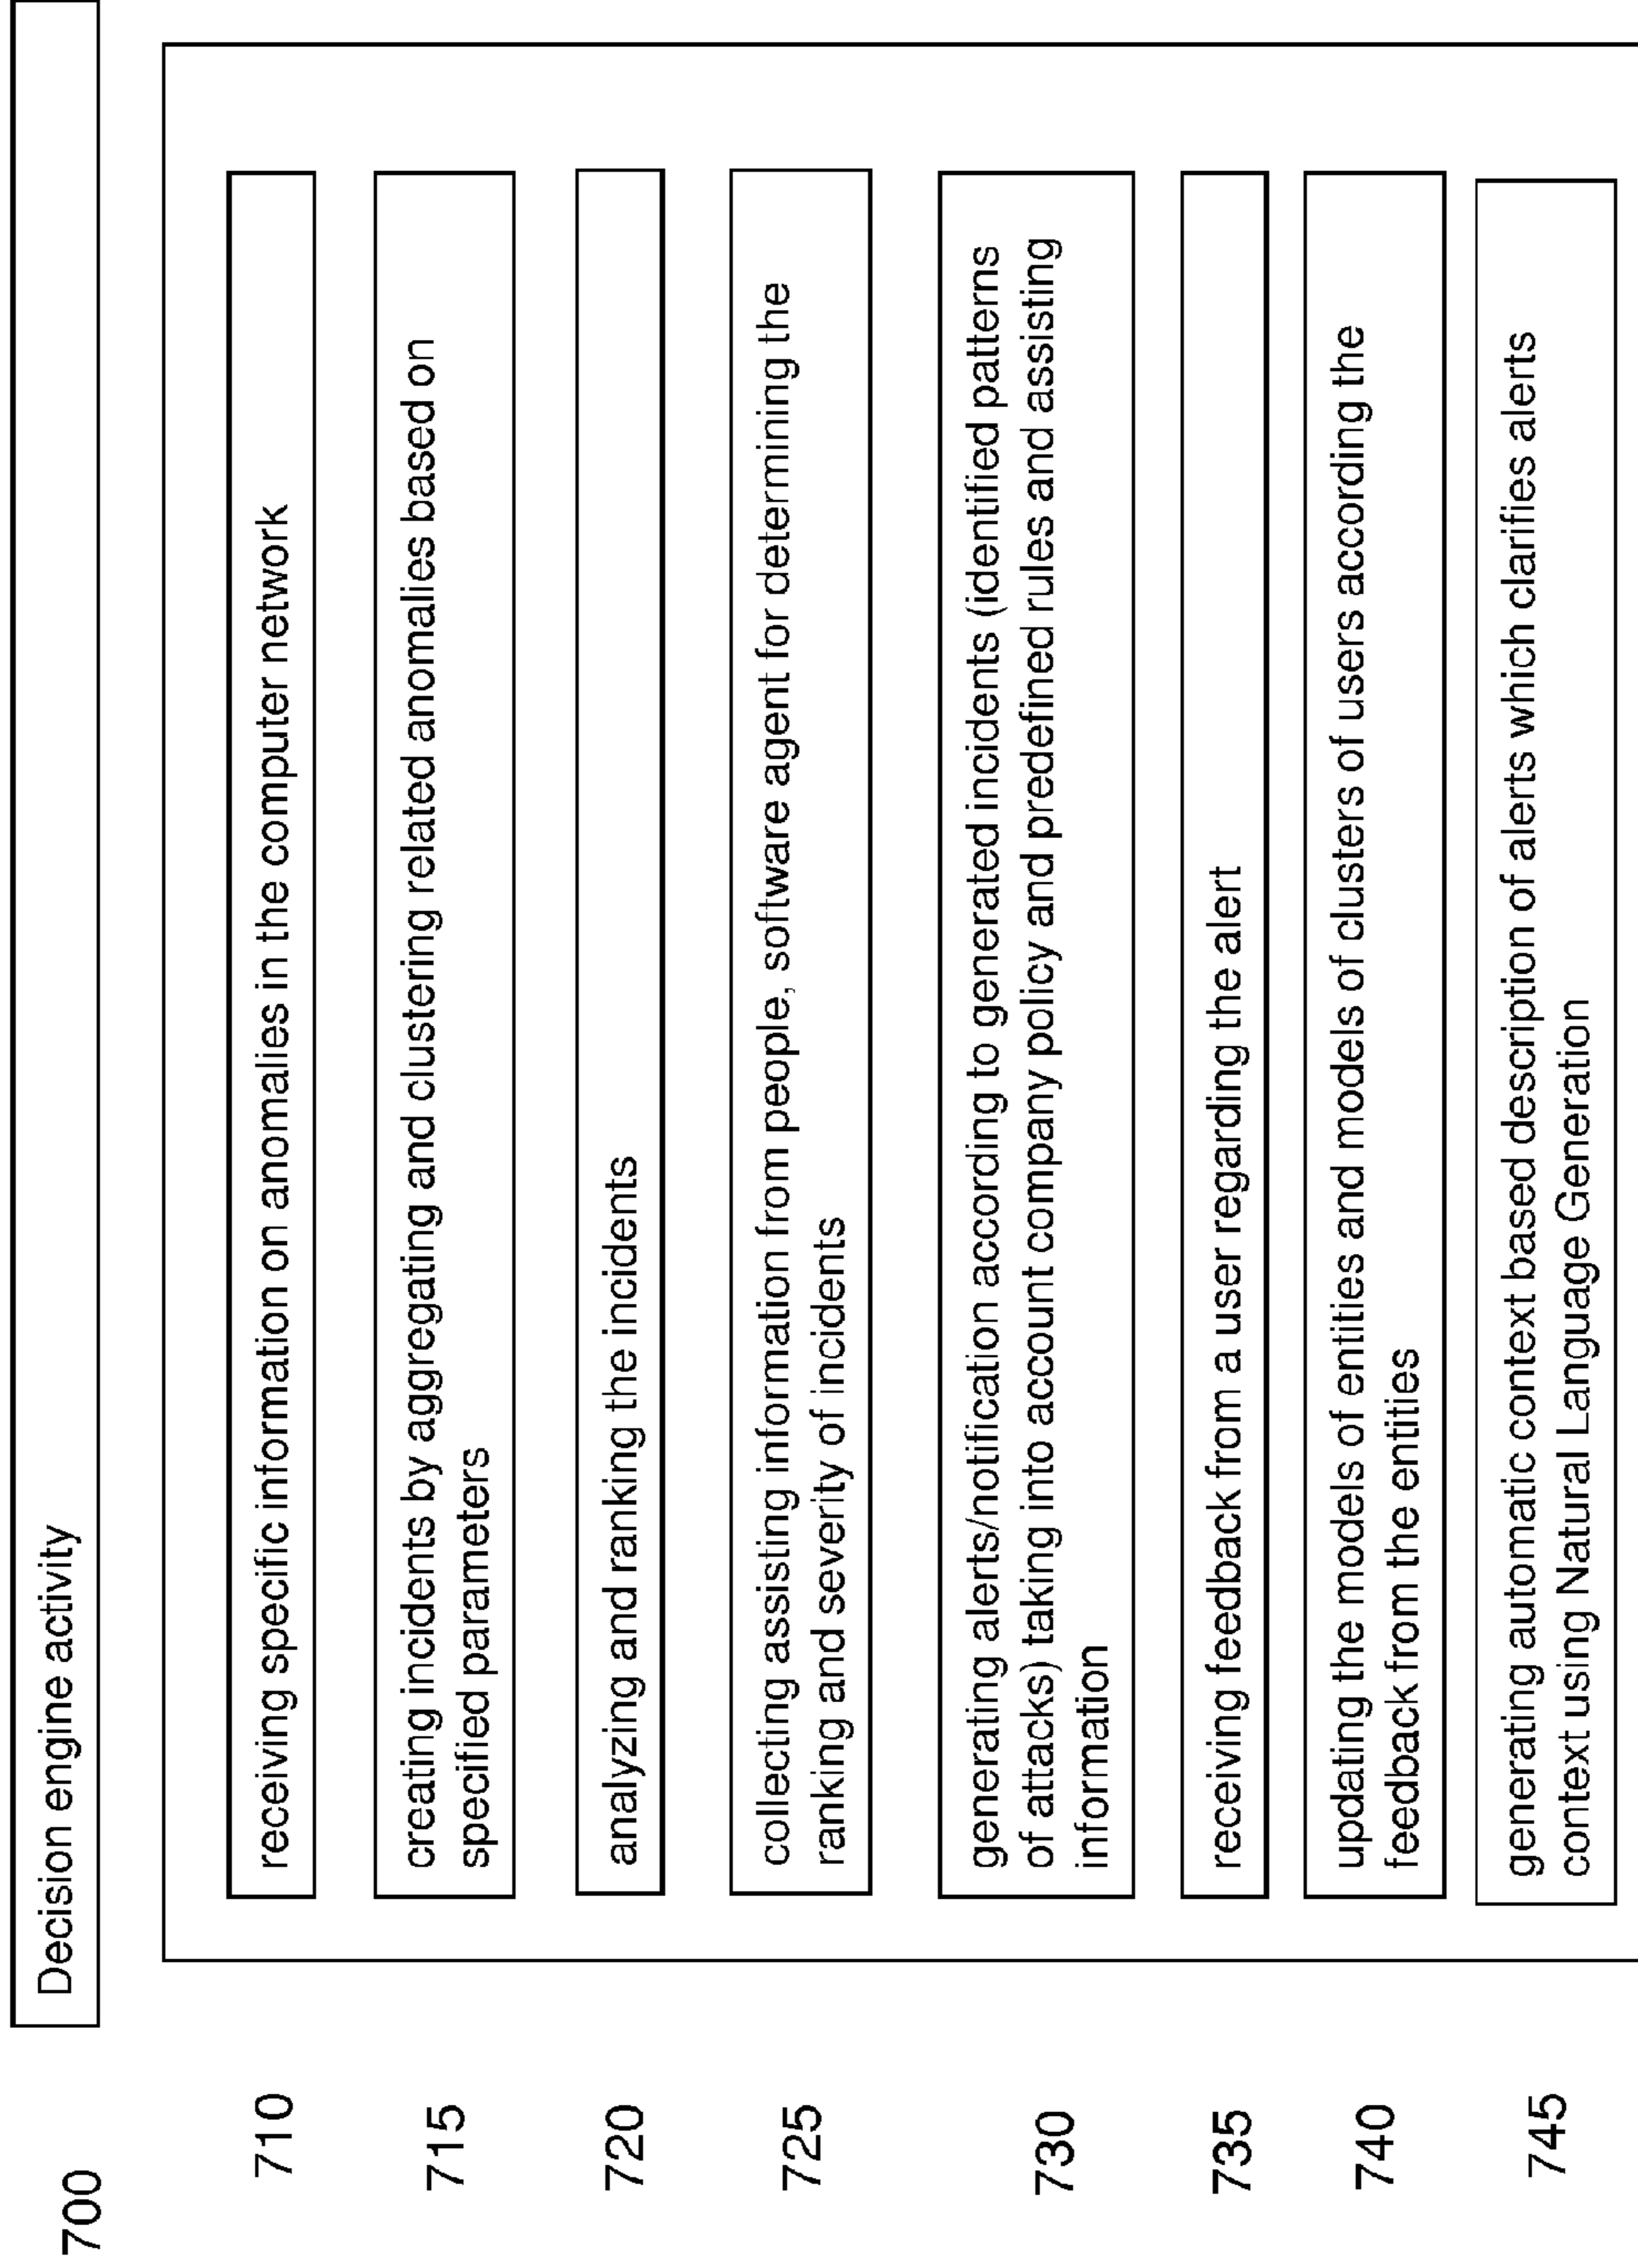 700
Decision engine activity
710
receiving specific information on anomalies in the computer network
715
creating incidents by aggregating and clustering related anomalies based on
specified parameters
720
analyzing and ranking the incidents
725
collecting assisting information from people, software agent for determining the
ranking and severity of incidents
730
generating alerts/notification according to generated incidents (identified patterns
of attacks) taking into account company policy and predefined rules and assisting
information
735
receiving feedback from a user regarding the alert
740
updating the models of entities and models of clusters of users according the
feedback from the entities
745
generating automatic context based description of alerts which clarifies alerts
context using Natural Language Generation